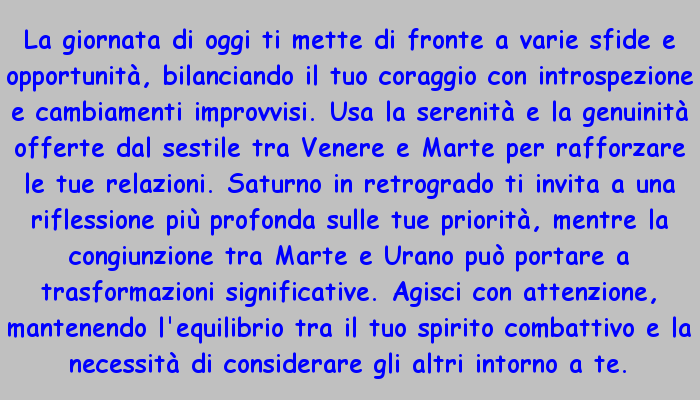 La giornata di oggi ti mette di fronte a varie sfide e
opportunità, bilanciando il tuo coraggio con introspezione
e cambiamenti improvvisi. Usa la serenità e la genuinità
offerte dal sestile tra Venere e Marte per rafforzare
le tue relazioni. Saturno in retrogrado ti invita a una
riflessione più profonda sulle tue priorità, mentre la
congiunzione tra Marte e Urano può portare a
trasformazioni significative. Agisci con attenzione,
mantenendo l'equilibrio tra il tuo spirito combattivo e la
necessità di considerare gli altri intorno a te.